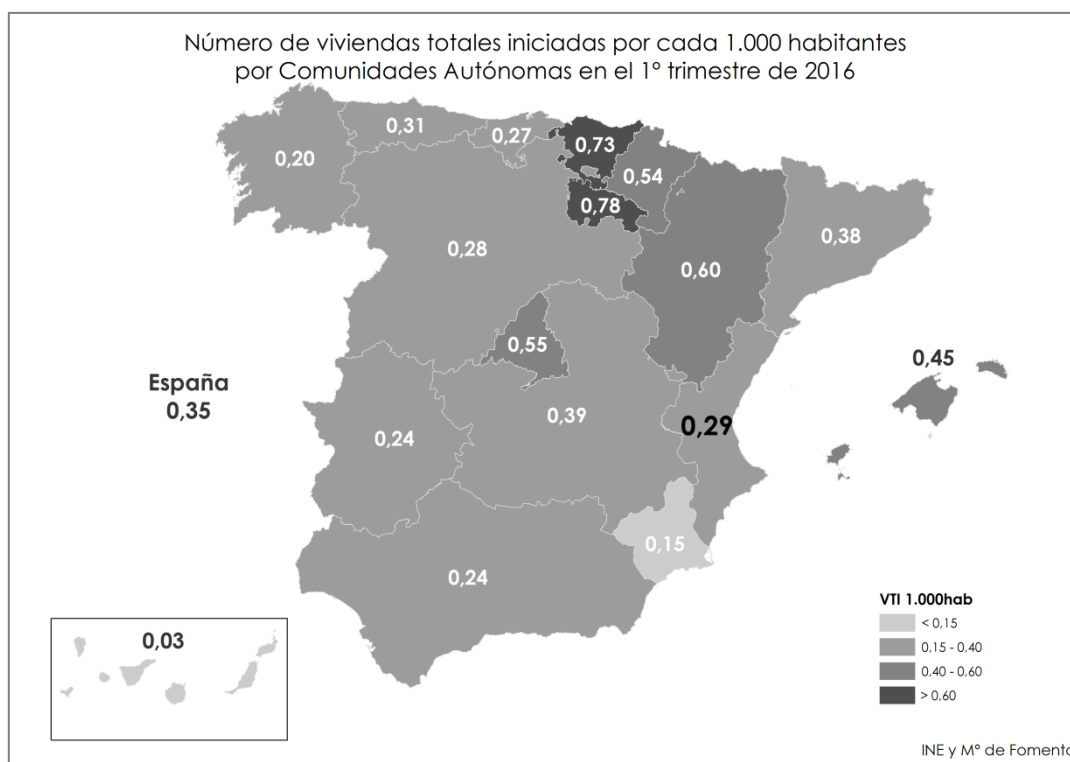 Número de viviendas totales iniciadas por cada 1.000 habitantes
por Comunidades Autónomas en el 1º trimestre de 2016
0,31
0,27
0,73
0,20
0,54
0,78
0,38
0,28
0,60
0,55
0,45
España
0,35
0,39
0,29
0,24
0,15
0,24
VTI 1.000hab
< 0,15
0,15 - 0,40
0,40 - 0,60
> 0,60
0,03
INE y Mº de Fomento